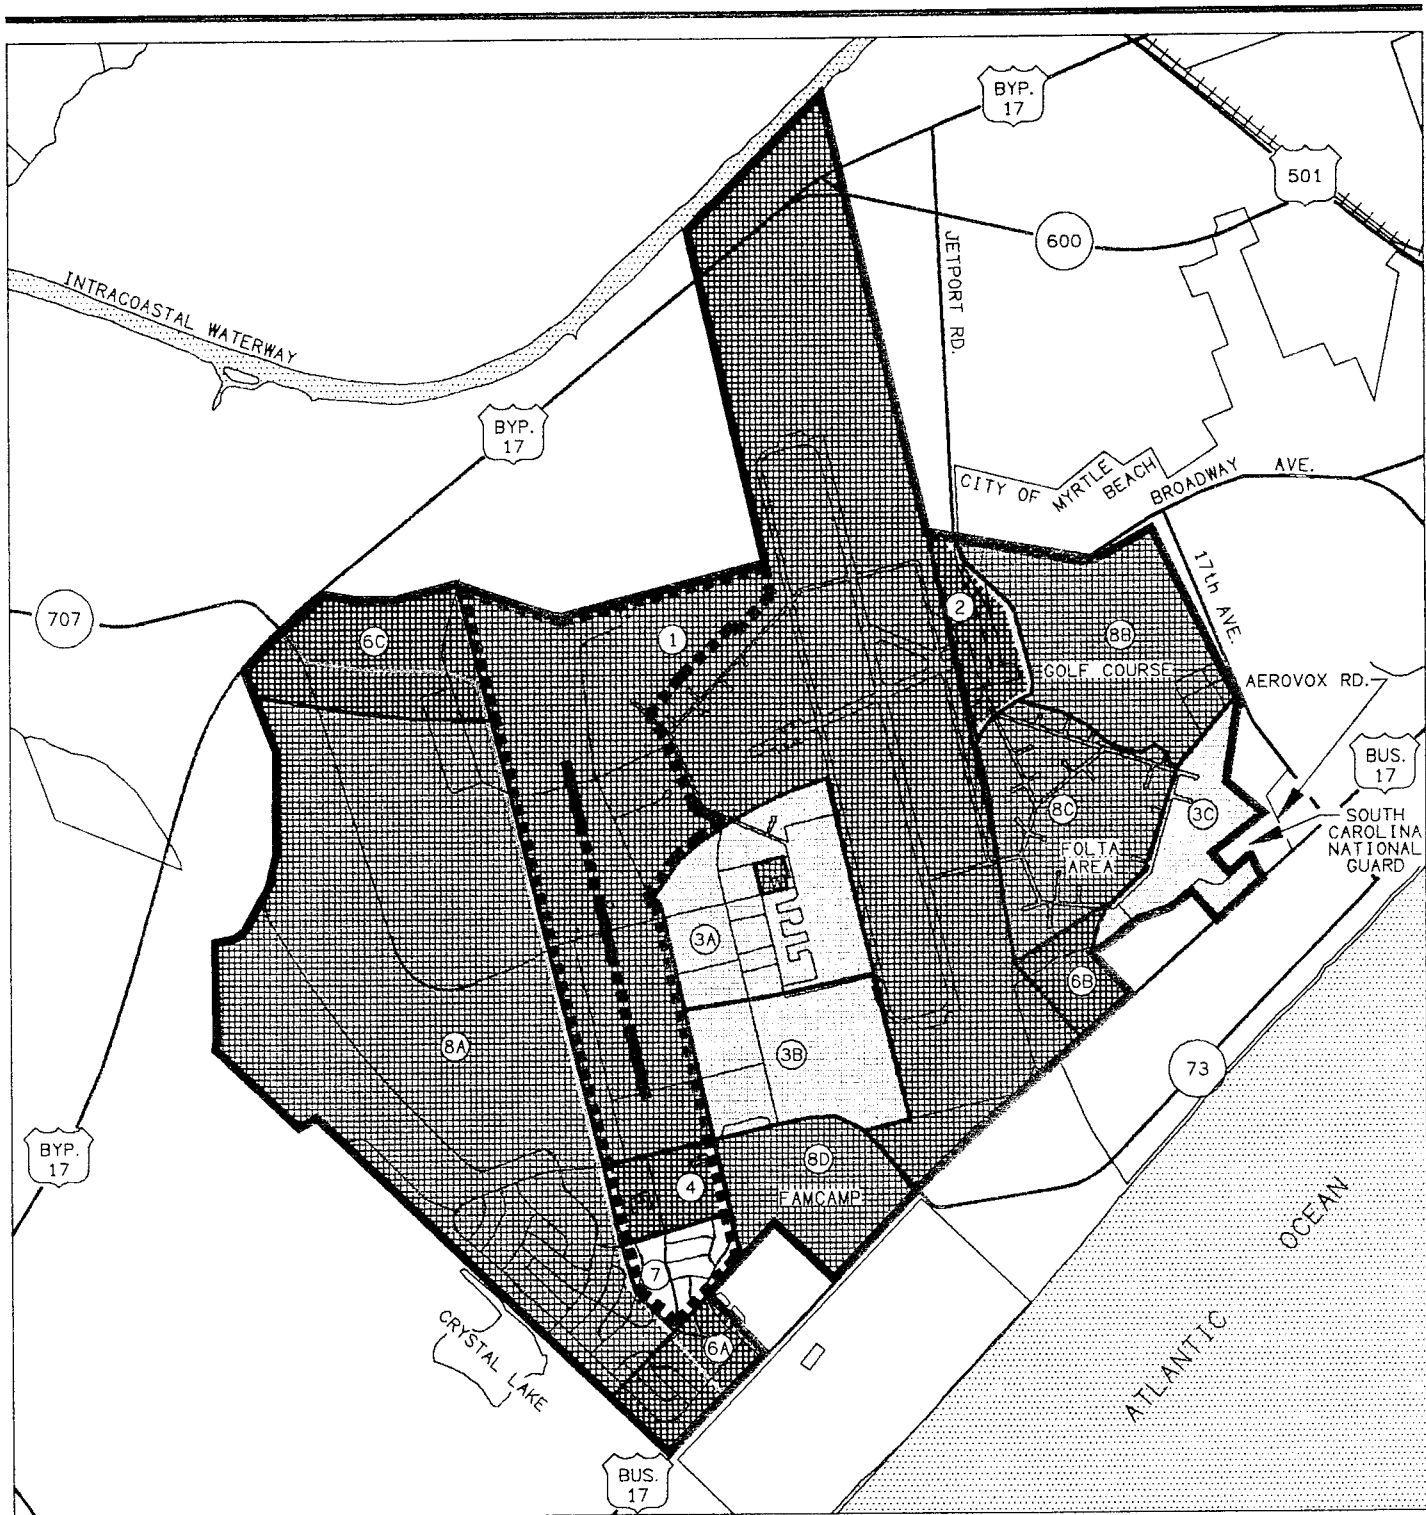 BYP.
17
501
600
JETPORT RD.
INTRACOASTAL WATERWAY
BYP.
17
CITY OF MYRTLE
BEACH
BROADWAY AVE.
17th AVE.
707
6C
1
2
8B
GOLF COURSE
AEROVOX RD.
BUS.
17
8C
3C
FOLTA
AREA
SOUTH
CAROLINA
NATIONAL
GUARD
3A
6B
8A
3B
73
BYP.
17
8D
4
FAMCAMP
7
OCEAN
ATLANTIC
CRYSTAL LAKE
6A
BUS.
17